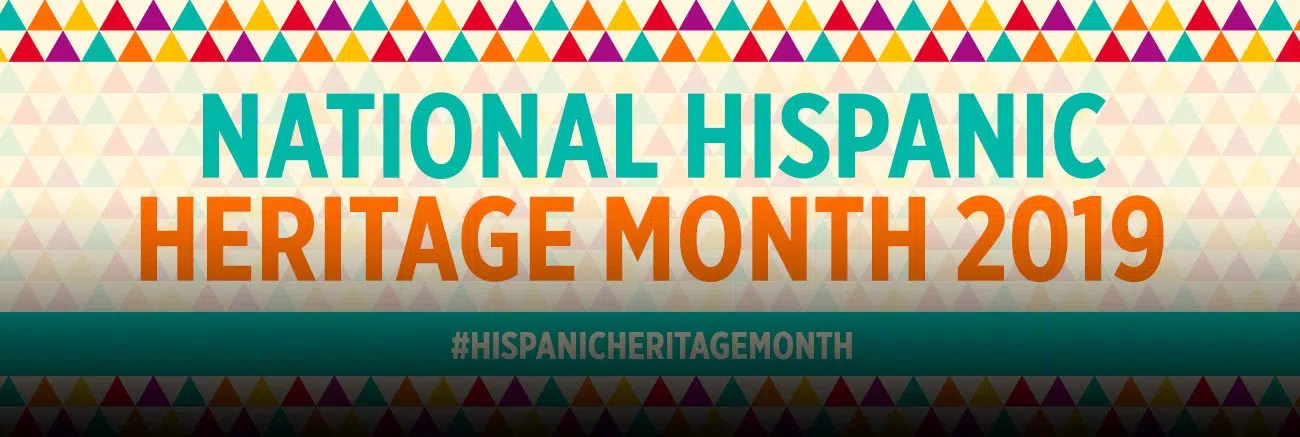 NATIONAL HISPANIC
HERITAGE MONTH 2019
#HISPANICHERITAGEMONTH